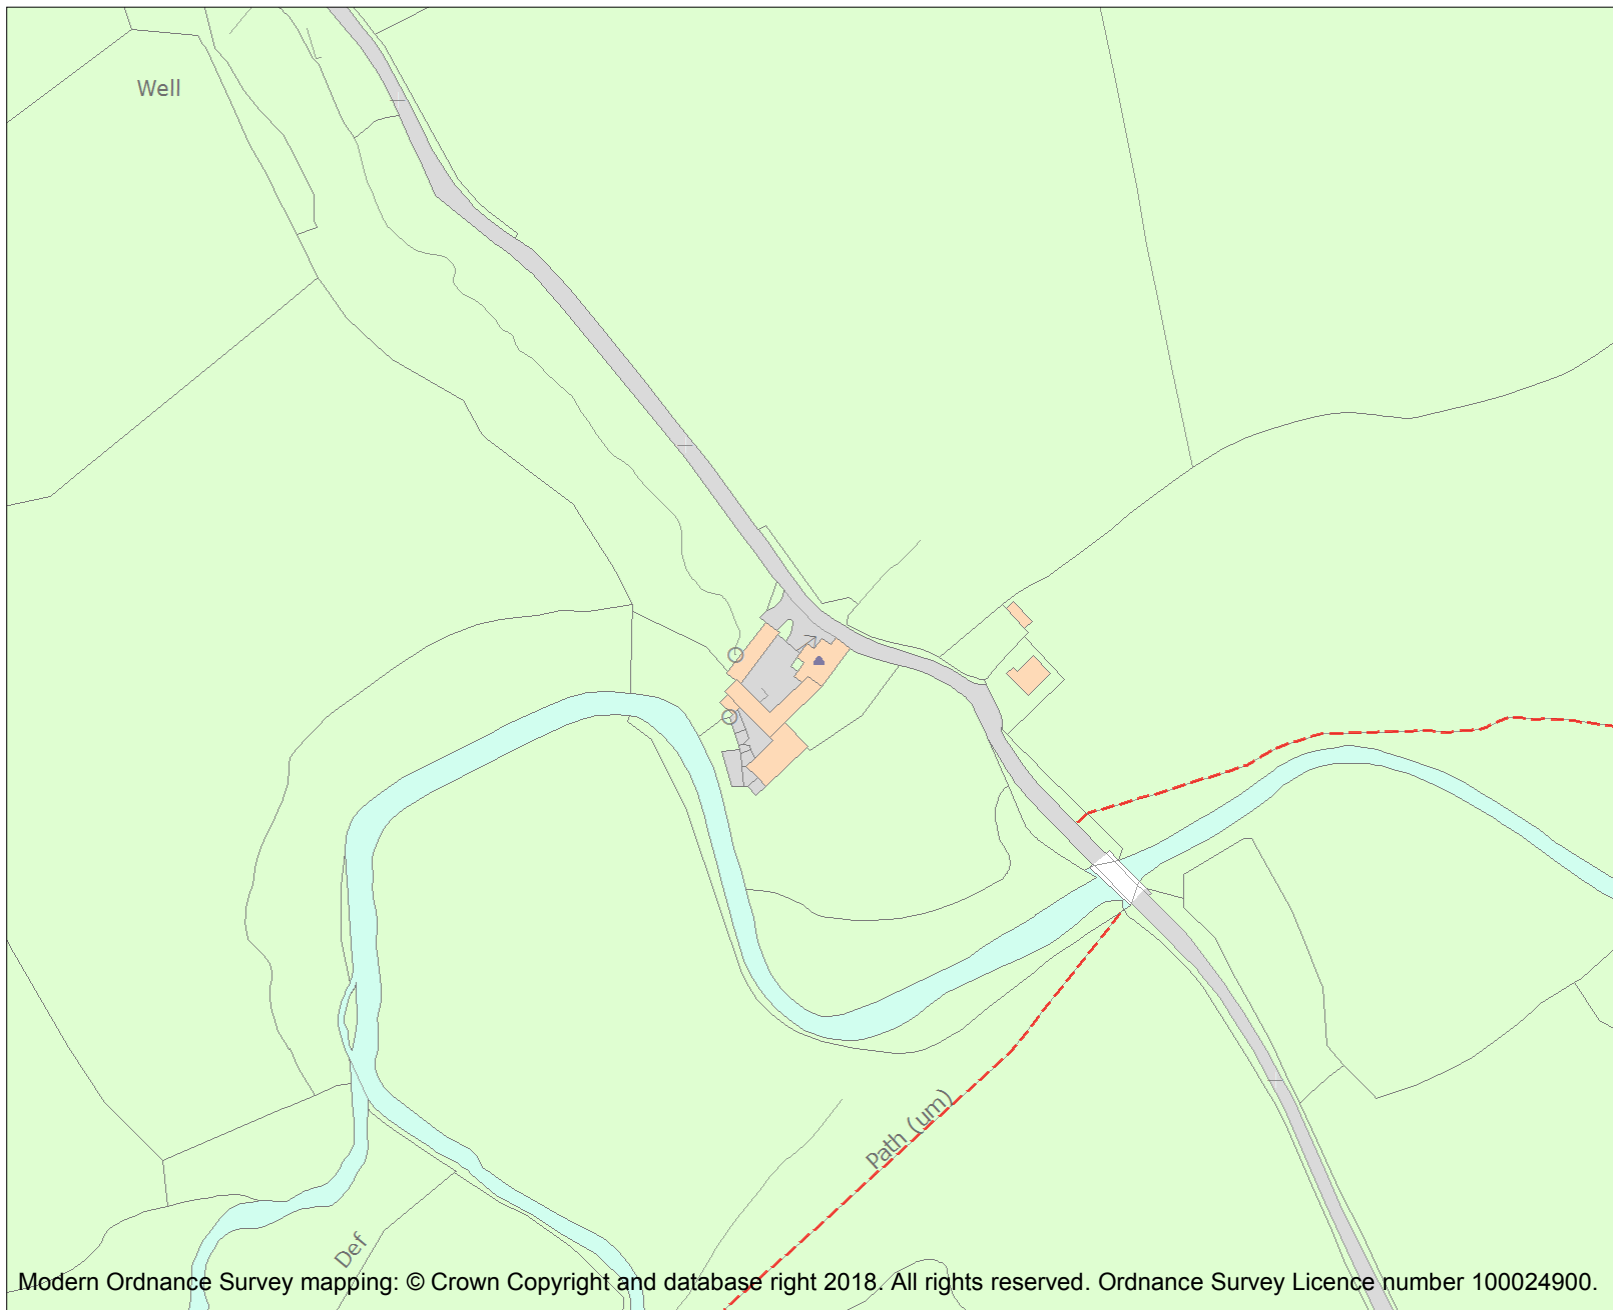 Well
Path (um)
Def
Modern Ordnance Survey mapping: © Crown Copyright and database right 2018. All rights reserved. Ordnance Survey Licence number 100024900.